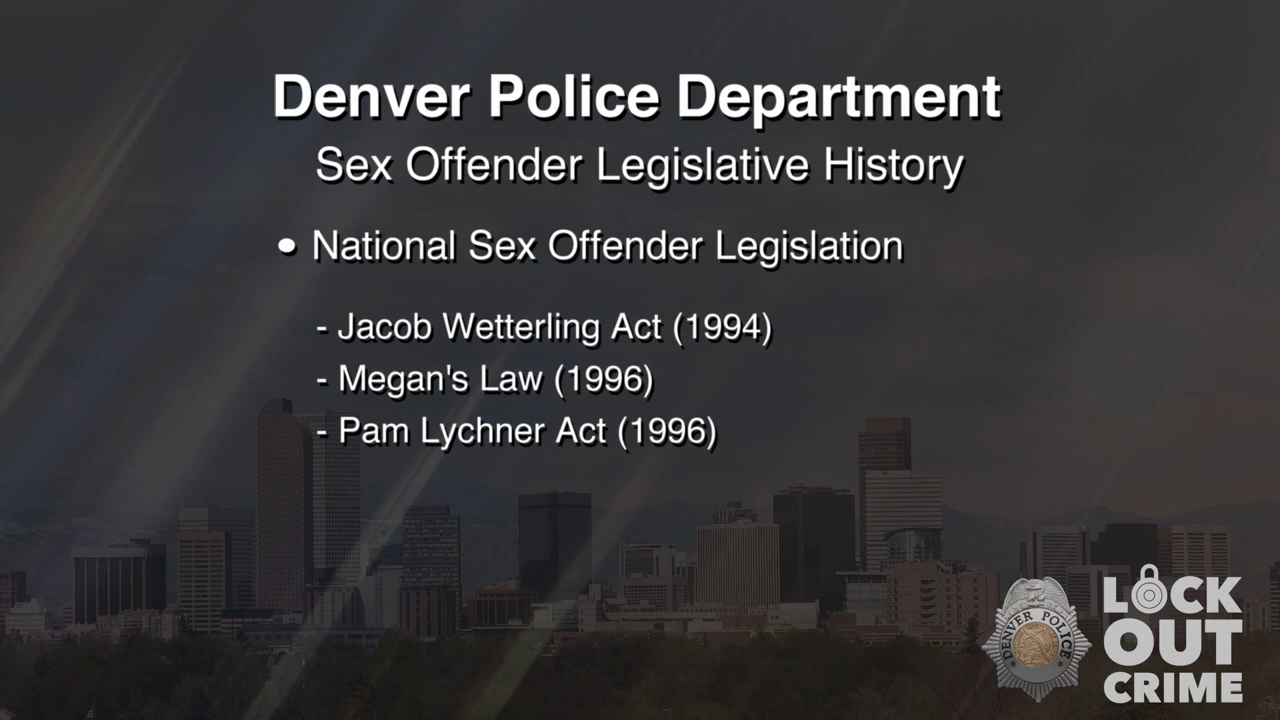 Denver Police Department
Sex Offender Legislative History
• National Sex Offender Legislation
- Jacob Wetterling Act (1994)
- Megan's Law (1996)
- Pam Lychner Act (1996)
DENVER POLICE
LOCK
OUT
CRIME